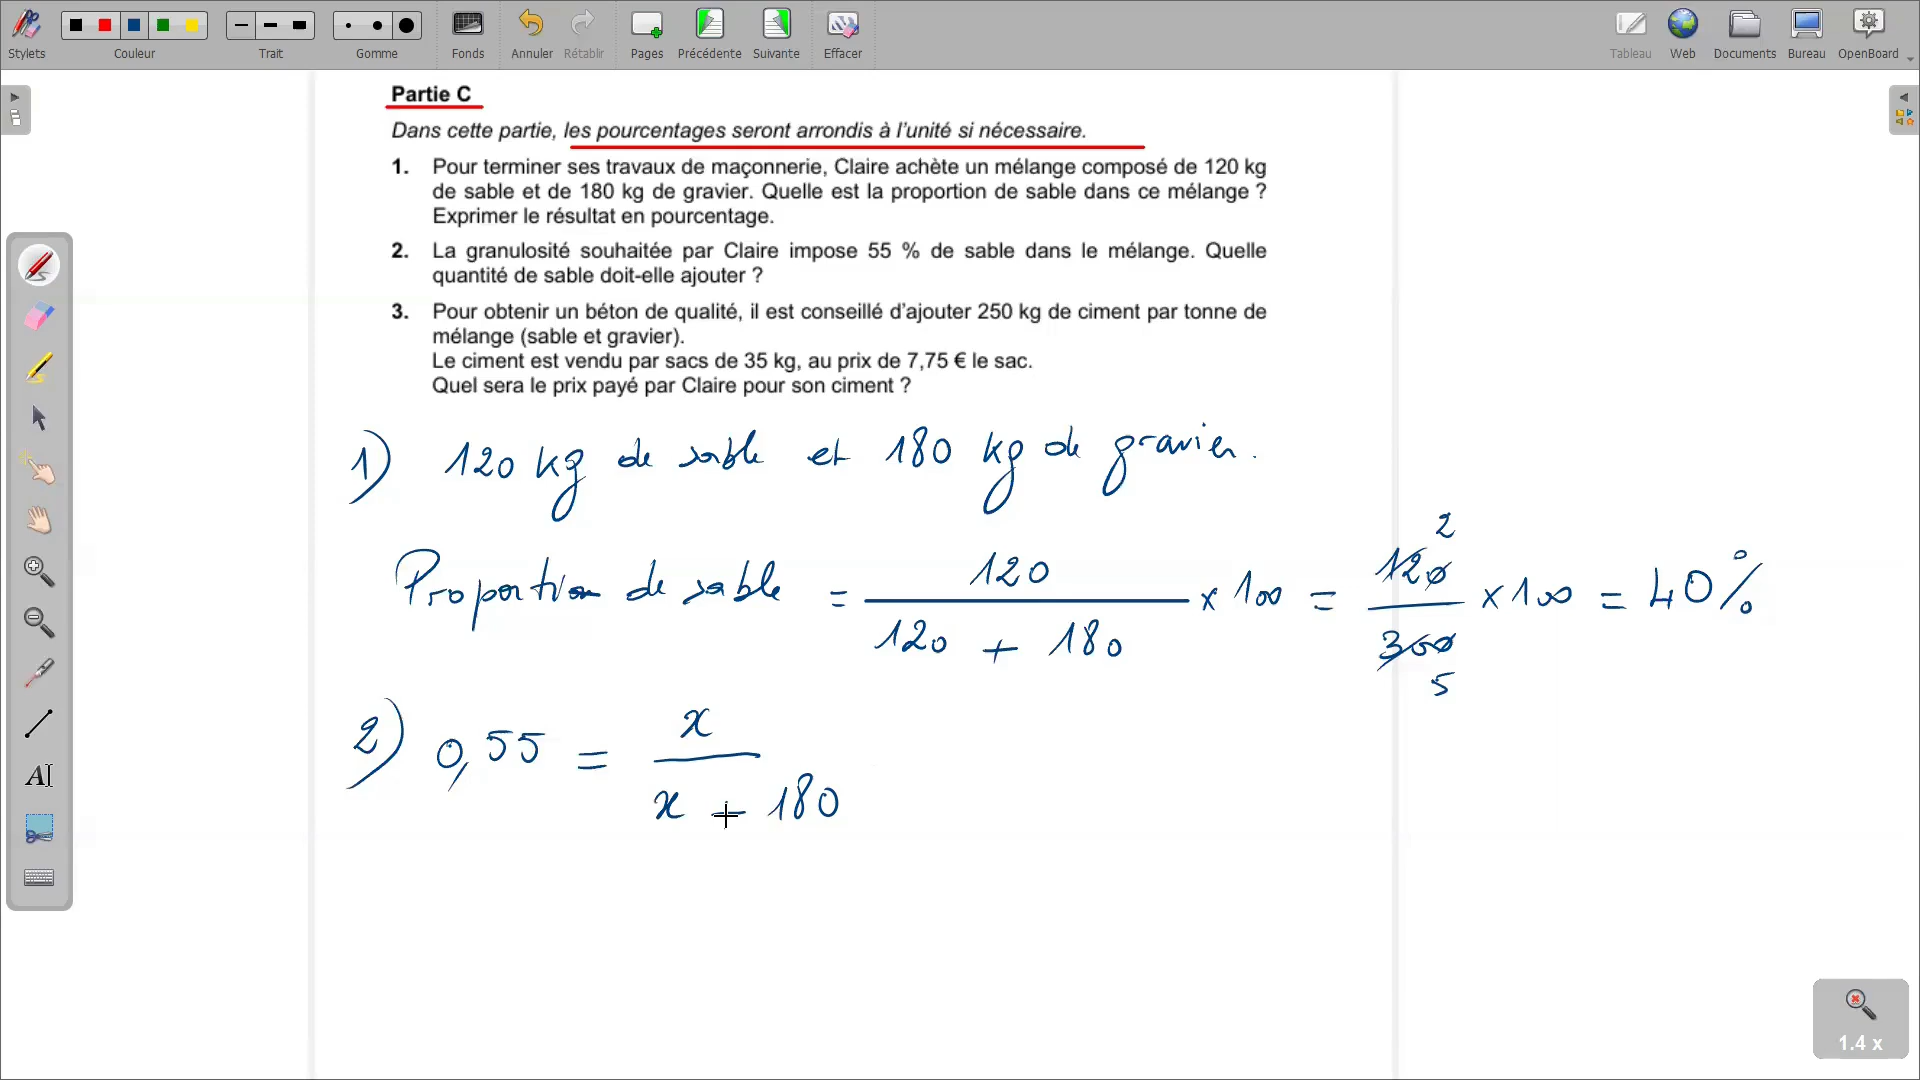 Stylets Couleur Trait Gomme Fonds Annuler Rétablir Pages Précédente Suivante Effacer Tableau Web Documents Bureau OpenBoard
Partie C
Dans cette partie, les pourcentages seront arrondis à l'unité si nécessaire.
1. Pour terminer ses travaux de maçonnerie, Claire achète un mélange composé de 120 kg
de sable et de 180 kg de gravier. Quelle est la proportion de sable dans ce mélange ?
Exprimer le résultat en pourcentage.
2. La granulosité souhaitée par Claire impose 55 % de sable dans le mélange. Quelle
quantité de sable doit-elle ajouter ?
3. Pour obtenir un béton de qualité, il est conseillé d'ajouter 250 kg de ciment par tonne de
mélange (sable et gravier).
Le ciment est vendu par sacs de 35 kg, au prix de 7,75 € le sac.
Quel sera le prix payé par Claire pour son ciment ?
1) 120 kg de sable et 180 kg de gravier.
2
120 120
Proportion de sable = × 100 = × 100 = 40 %
120 + 180 300
5
x
2) 0,55 =
x + 180
AI
1.4 x